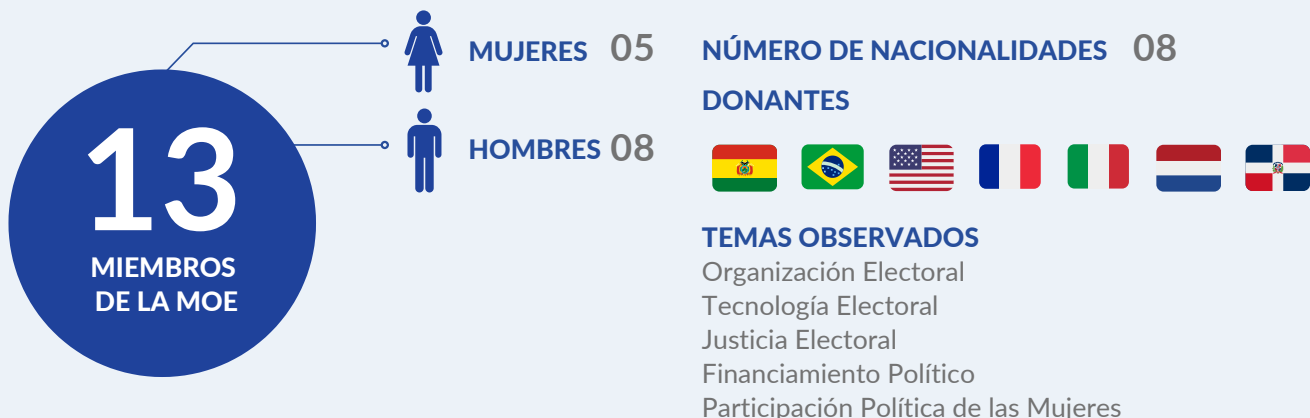 13
MIEMBROS
DE LA MOE
MUJERES 05
HOMBRES 08
NÚMERO DE NACIONALIDADES 08
DONANTES
TEMAS OBSERVADOS
Organización Electoral
Tecnología Electoral
Justicia Electoral
Financiamiento Político
Participación Política de las Mujeres